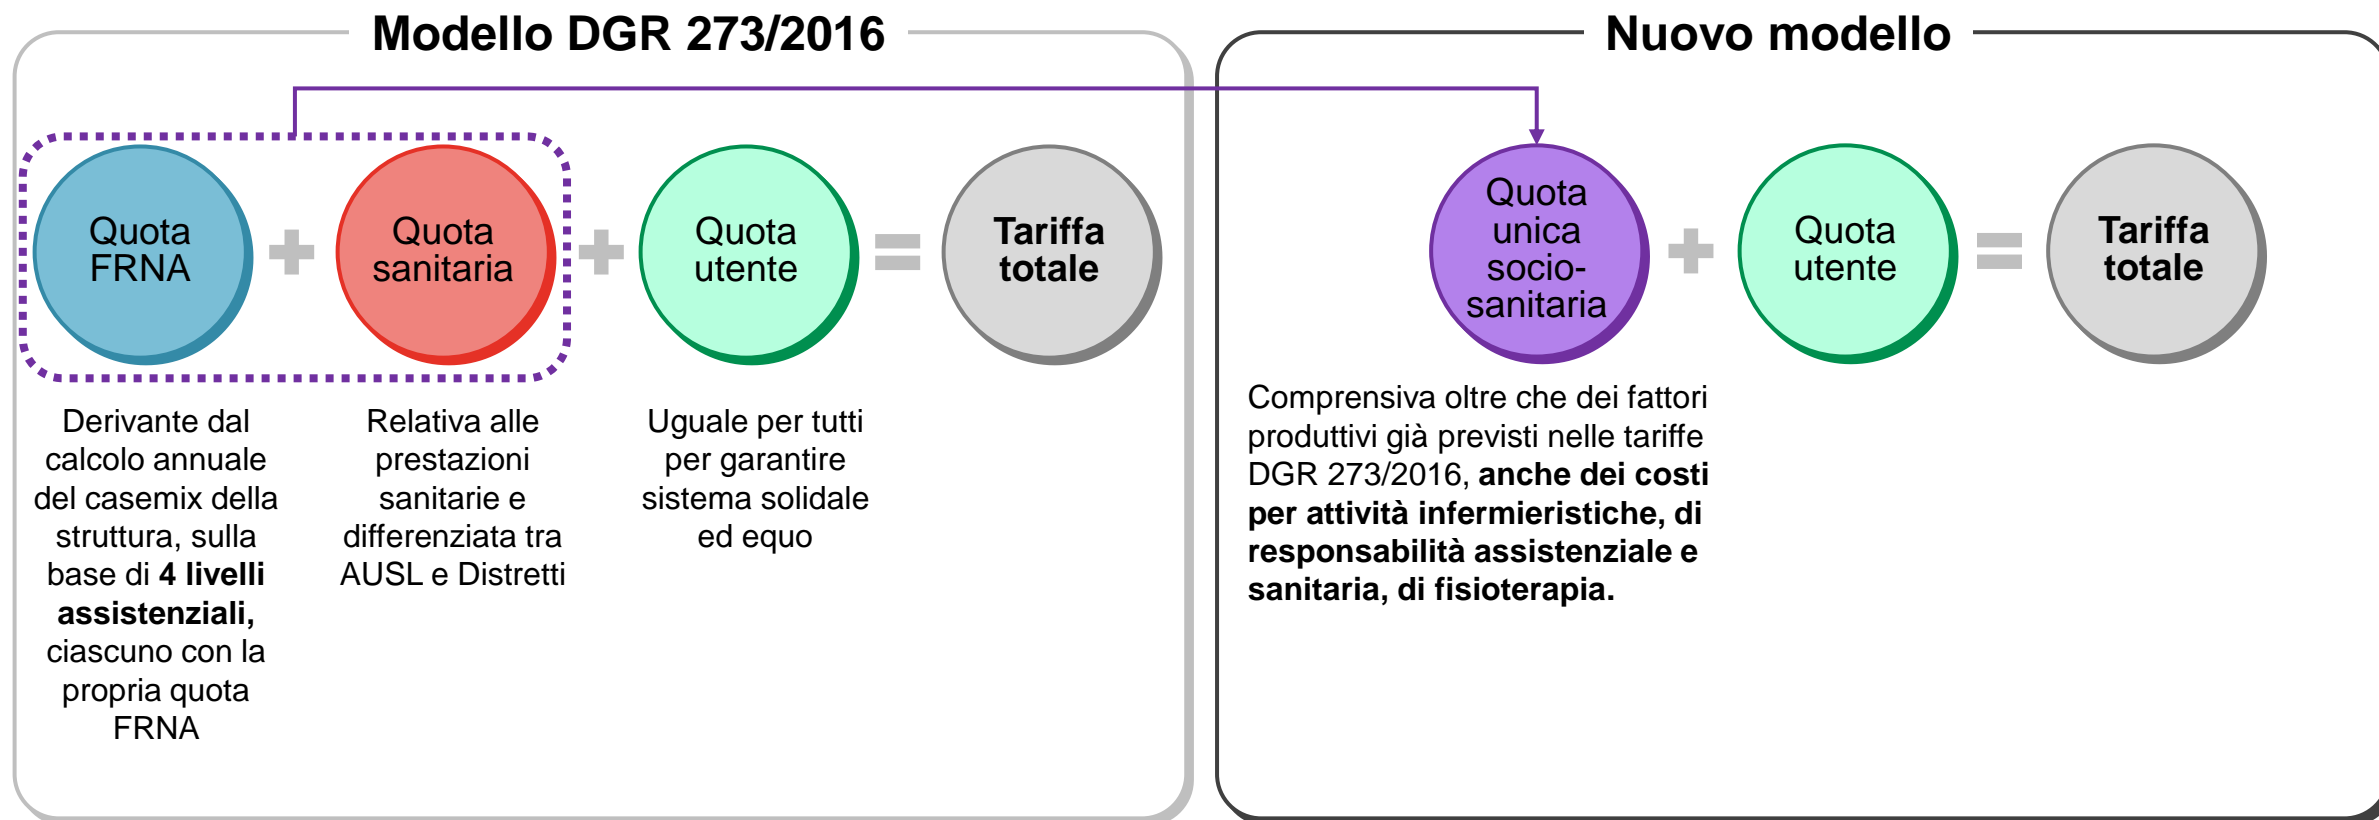 Modello DGR 273/2016
Quota
FRNA
Quota
sanitaria
Quota
utente
Tariffa
totale
Derivante dal
calcolo annuale
del casemix della
struttura, sulla
base di 4 livelli
assistenziali,
ciascuno con la
propria quota
FRNA
Relativa alle
prestazioni
sanitarie e
differenziata tra
AUSL e Distretti
Uguale per tutti
per garantire
sistema solidale
ed equo
Nuovo modello
Quota
unica
socio-
sanitaria
Quota
utente
Tariffa
totale
Comprensiva oltre che dei fattori
produttivi già previsti nelle tariffe
DGR 273/2016, anche dei costi
per attività infermieristiche, di
responsabilità assistenziale e
sanitaria, di fisioterapia.